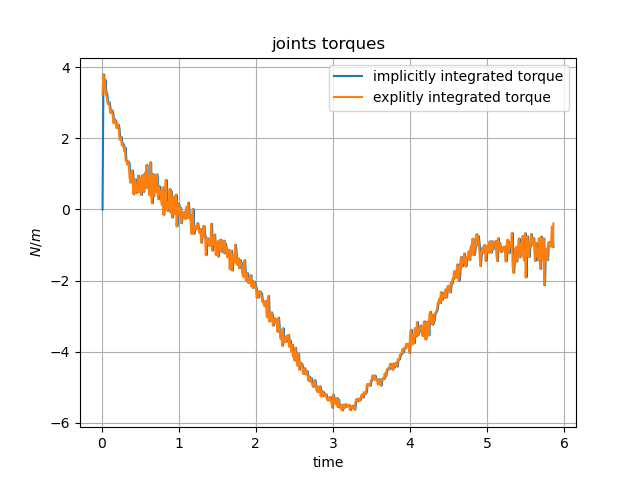 joints torques
implicitly integrated torque
explitly integrated torque
4
2
0
−2
−4
−6
N/m
0 1 2 3 4 5 6
time